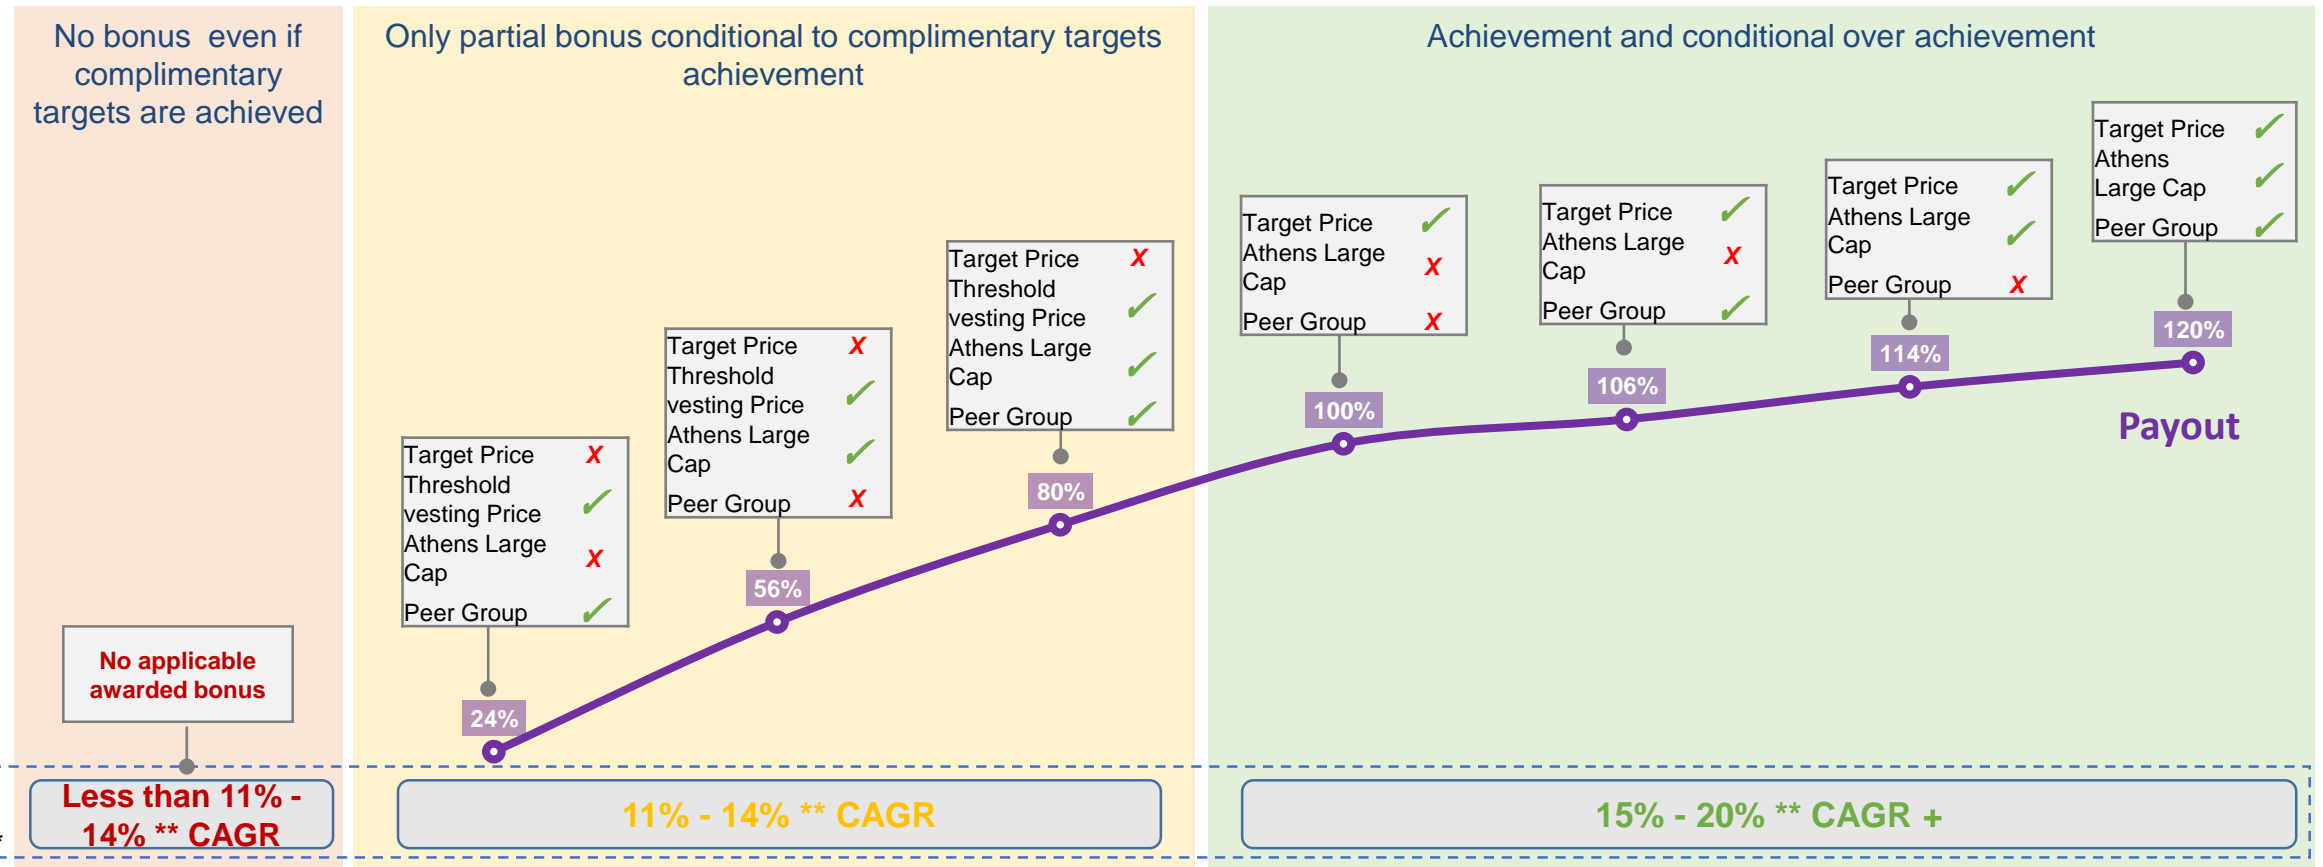 No bonus  even if
complimentary
targets are achieved
Only partial bonus conditional to complimentary targets
achievement
Achievement and conditional over achievement
No applicable
awarded bonus
Target Price X
Threshold
vesting Price ✓
Athens Large
Cap X
Peer Group ✓
24%
Target Price X
Threshold
vesting Price ✓
Athens Large
Cap ✓
Peer Group X
56%
Target Price X
Threshold
vesting Price ✓
Athens Large
Cap ✓
Peer Group ✓
80%
Target Price ✓
Athens Large
Cap X
Peer Group X
100%
Target Price ✓
Athens Large
Cap X
Peer Group ✓
106%
Target Price ✓
Athens Large
Cap ✓
Peer Group X
114%
Target Price ✓
Athens
Large Cap ✓
Peer Group ✓
120%
Payout
Less than 11% -
14% ** CAGR
11% - 14% ** CAGR
15% - 20% ** CAGR +
*